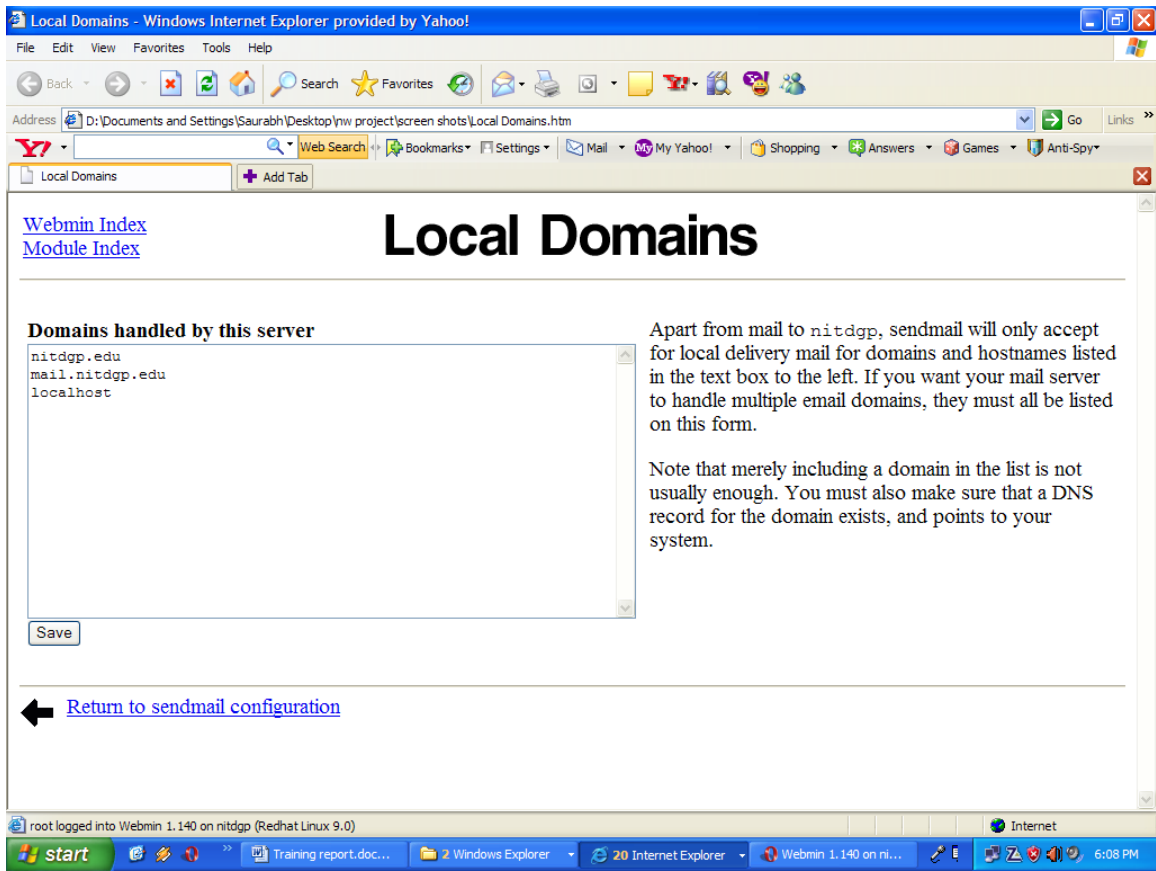 Local Domains - Windows Internet Explorer provided by Yahoo!
File Edit View Favorites Tools Help
Back Search Favorites
Address D:\Documents and Settings\Saurabh\Desktop\nw project\screen shots\Local Domains.htm Go Links »
Y! Web Search Bookmarks Settings Mail My Yahoo! Shopping Answers Games Anti-Spy
Local Domains Add Tab
Webmin Index
Module Index
Local Domains
Domains handled by this server
nitdgp.edu
mail.nitdgp.edu
localhost
Save
Apart from mail to nitdgp, sendmail will only accept
for local delivery mail for domains and hostnames listed
in the text box to the left. If you want your mail server
to handle multiple email domains, they must all be listed
on this form.
Note that merely including a domain in the list is not
usually enough. You must also make sure that a DNS
record for the domain exists, and points to your
system.
Return to sendmail configuration
root logged into Webmin 1.140 on nitdgp (Redhat Linux 9.0) Internet
start » Training report.doc... 2 Windows Explorer 20 Internet Explorer Webmin 1.140 on ni... 6:08 PM